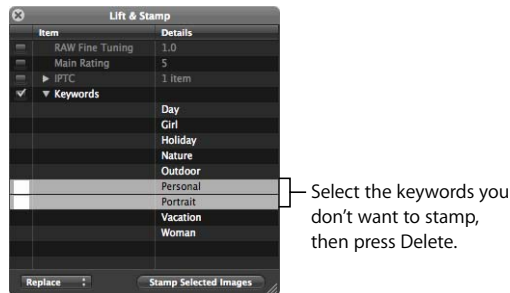 Lift & Stamp
Item Details
RAW Fine Tuning 1.0
Main Rating 5
IPTC 1 item
Keywords
Day
Girl
Holiday
Nature
Outdoor
Personal
Portrait
Vacation
Woman
Replace Stamp Selected Images
Select the keywords you
don’t want to stamp,
then press Delete.